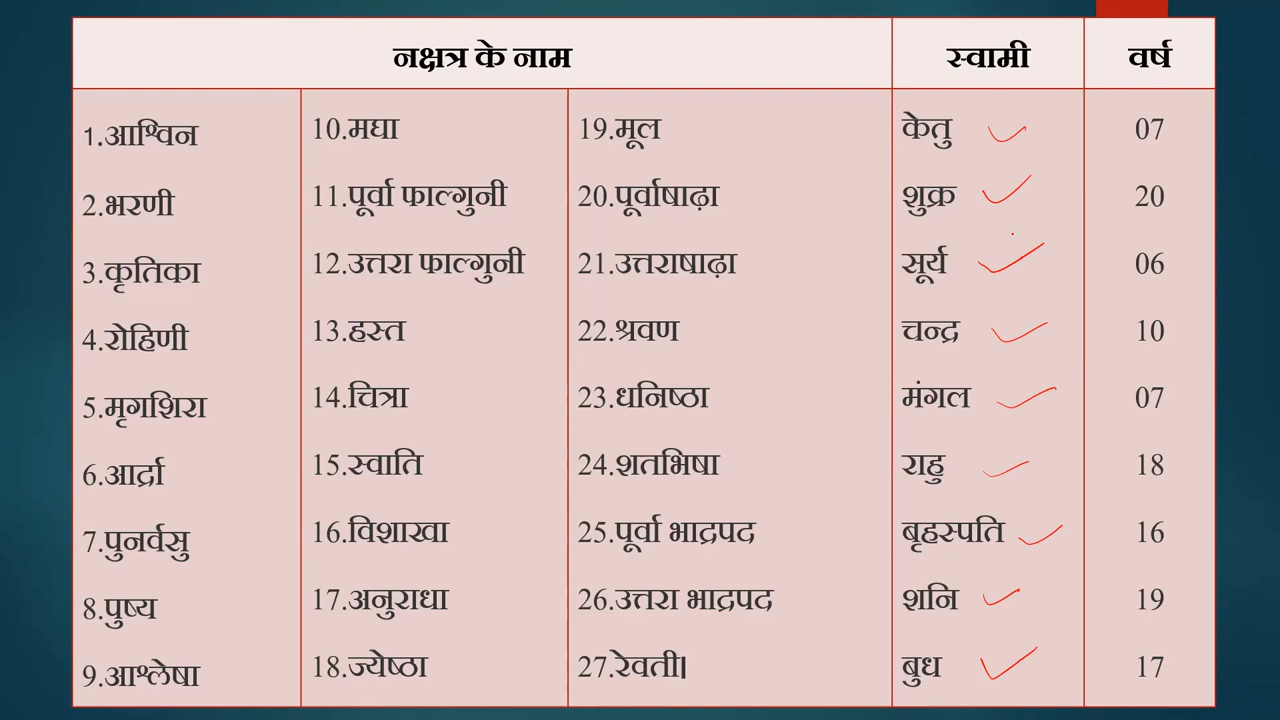 नक्षत्र के नाम स्वामी वर्ष
1.आश्विन 10.मघा 19.मूल केतु 07
2.भरणी 11.पूर्वा फाल्गुनी 20.पूर्वाषाढ़ा शुक्र 20
3.कृतिका 12.उत्तरा फाल्गुनी 21.उत्तराषाढ़ा सूर्य 06
4.रोहिणी 13.हस्त 22.श्रवण चन्द्र 10
5.मृगशिरा 14.चित्रा 23.धनिष्ठा मंगल 07
6.आर्द्रा 15.स्वाति 24.शतभिषा राहु 18
7.पुनर्वसु 16.विशाखा 25.पूर्वा भाद्रपद बृहस्पति 16
8.पुष्य 17.अनुराधा 26.उत्तरा भाद्रपद शनि 19
9.आश्लेषा 18.ज्येष्ठा 27.रेवती। बुध 17